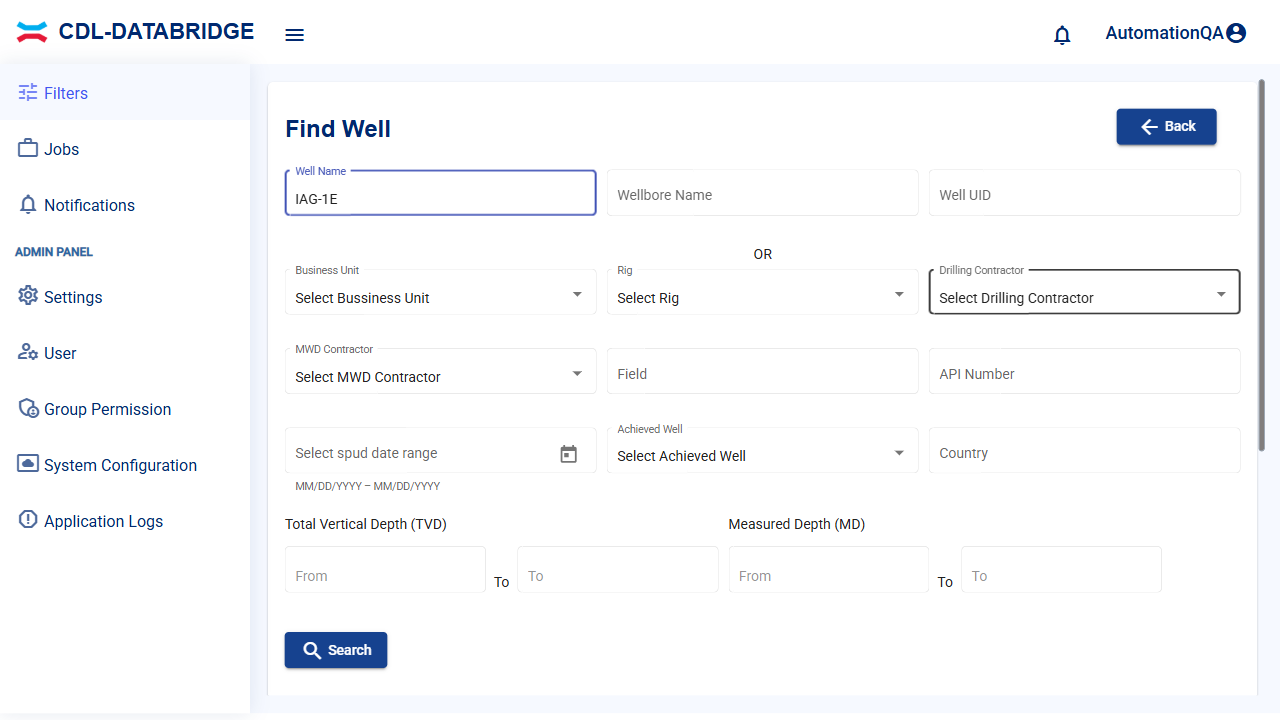 CDL-DATABRIDGE
AutomationQA
Filters
Jobs
Notifications
ADMIN PANEL
Settings
User
Group Permission
System Configuration
Application Logs
Find Well
Back
Well Name
IAG-1E
Wellbore Name
Well UID
OR
Business Unit
Select Bussiness Unit
Rig
Select Rig
Drilling Contractor
Select Drilling Contractor
MWD Contractor
Select MWD Contractor
Field
API Number
Select spud date range
MM/DD/YYYY – MM/DD/YYYY
Achieved Well
Select Achieved Well
Country
Total Vertical Depth (TVD)
From
To
To
Measured Depth (MD)
From
To
To
Search